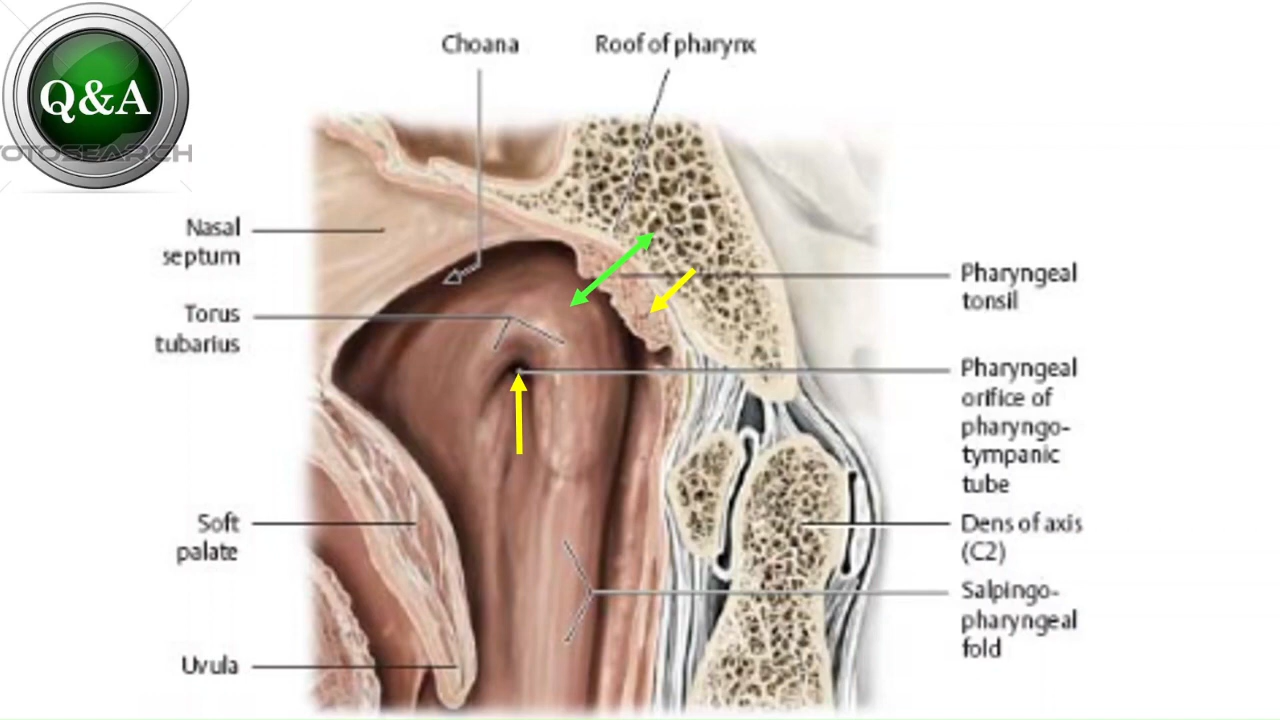 Q&A
OTOSEARCH
Choana
Roof of pharynx
Nasal
septum
Torus
tubarius
Soft
palate
Uvula
Pharyngeal
tonsil
Pharyngeal
orifice of
pharyngo-
tympanic
tube
Dens of axis
(C2)
Salpingo-
pharyngeal
fold